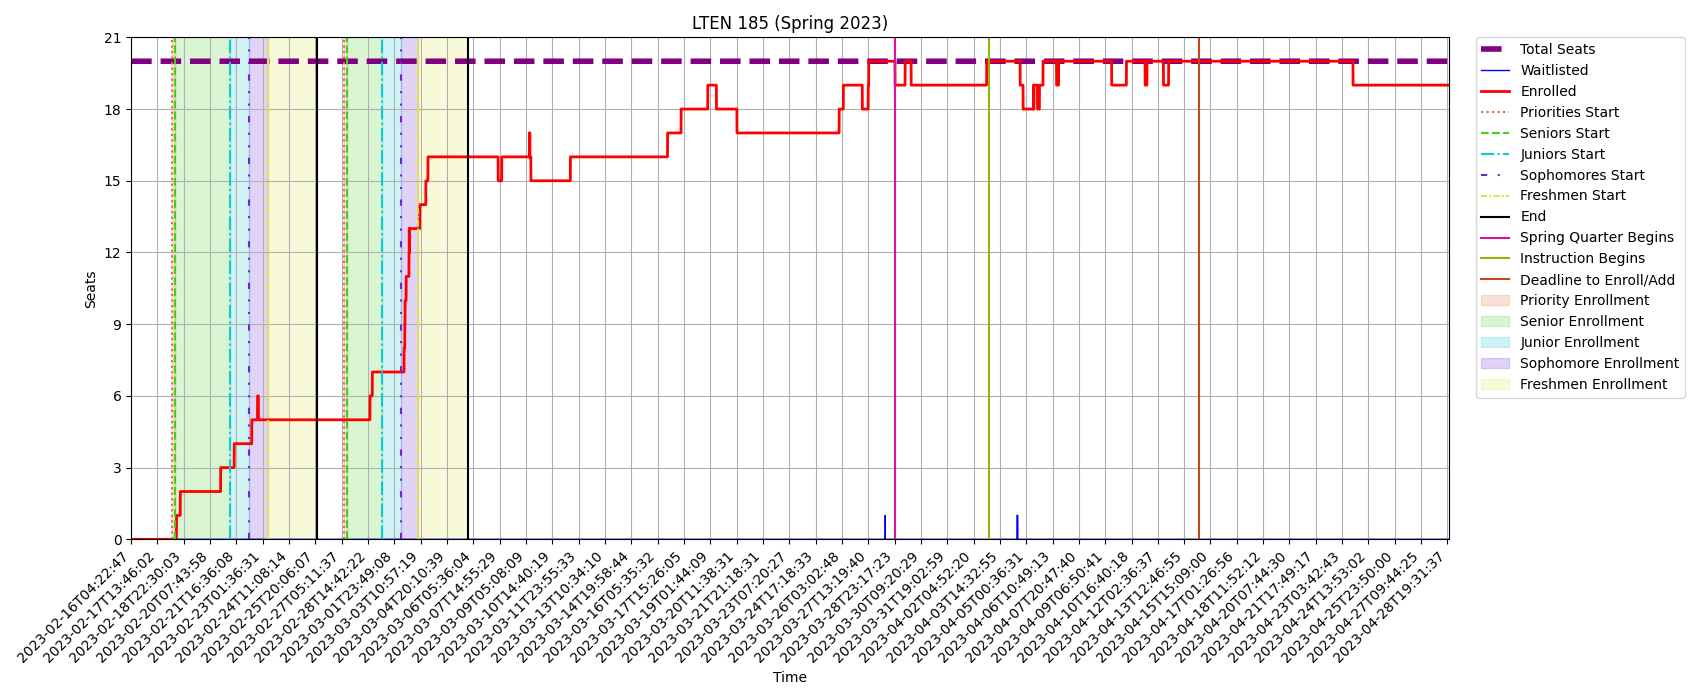 LTEN 185 (Spring 2023)
21
18
15
12
9
6
3
0
Seats
2023-02-16T04:22:47
2023-02-17T13:46:02
2023-02-18T22:30:03
2023-02-20T07:43:58
2023-02-21T16:36:08
2023-02-23T01:36:31
2023-02-24T11:08:14
2023-02-25T20:06:07
2023-02-27T05:11:37
2023-02-28T14:42:22
2023-03-01T23:49:08
2023-03-03T10:57:19
2023-03-04T20:10:39
2023-03-06T05:36:04
2023-03-07T14:55:29
2023-03-09T05:08:09
2023-03-10T14:40:19
2023-03-11T23:55:33
2023-03-13T10:34:10
2023-03-14T19:58:44
2023-03-16T05:35:32
2023-03-17T15:26:05
2023-03-19T01:44:09
2023-03-20T11:38:31
2023-03-21T21:18:31
2023-03-23T07:20:27
2023-03-24T17:18:33
2023-03-26T03:02:48
2023-03-27T13:19:40
2023-03-28T23:17:23
2023-03-30T09:20:29
2023-03-31T19:02:59
2023-04-02T04:52:20
2023-04-03T14:32:55
2023-04-05T00:36:31
2023-04-06T10:49:13
2023-04-07T20:47:40
2023-04-09T06:50:41
2023-04-10T16:40:18
2023-04-12T02:36:37
2023-04-13T12:46:55
2023-04-15T15:09:00
2023-04-17T01:26:56
2023-04-18T11:52:12
2023-04-20T07:44:30
2023-04-21T17:49:17
2023-04-23T03:42:43
2023-04-24T13:53:02
2023-04-25T23:50:00
2023-04-27T09:44:25
2023-04-28T19:31:37
Time
Total Seats
Waitlisted
Enrolled
Priorities Start
Seniors Start
Juniors Start
Sophomores Start
Freshmen Start
End
Spring Quarter Begins
Instruction Begins
Deadline to Enroll/Add
Priority Enrollment
Senior Enrollment
Junior Enrollment
Sophomore Enrollment
Freshmen Enrollment